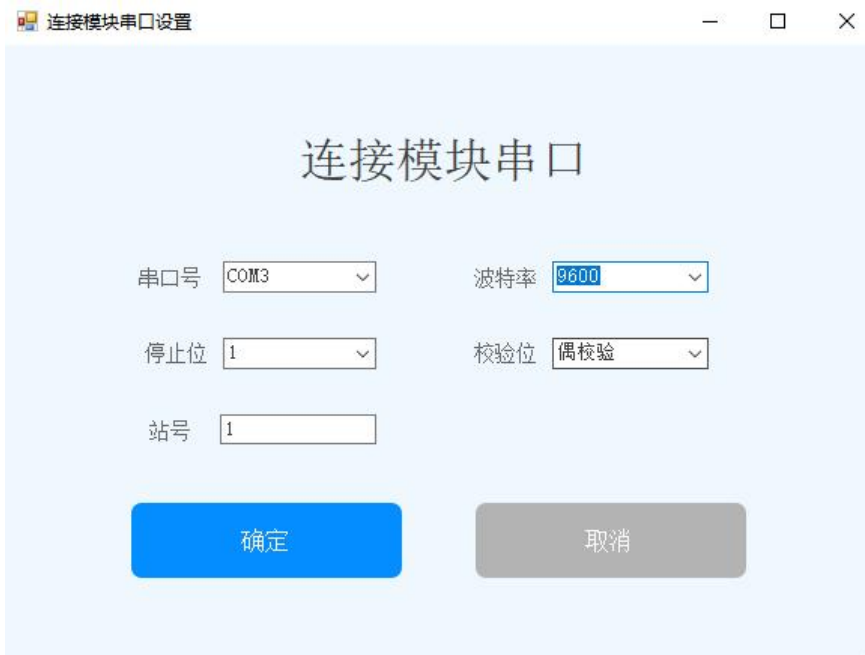 连接模块串口设置
连接模块串口
串口号 COM3 波特率 9600
停止位 1 校验位 偶校验
站号 1
确定 取消